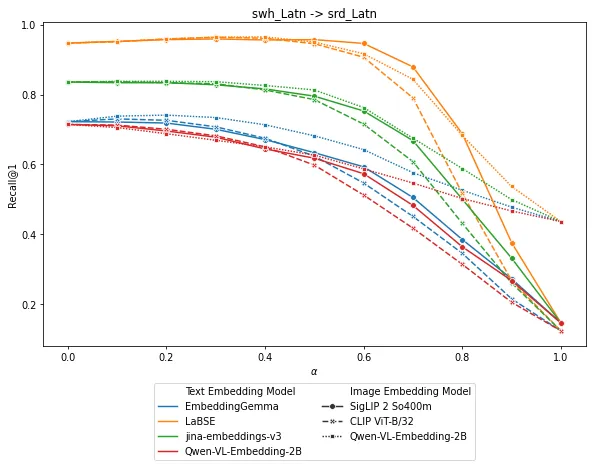 swh_Latn -> srd_Latn
Recall@1
1.0
0.8
0.6
0.4
0.2
0.0 0.2 0.4 0.6 0.8 1.0
α
Text Embedding Model
EmbeddingGemma
LaBSE
jina-embeddings-v3
Qwen-VL-Embedding-2B
Image Embedding Model
SigLIP 2 So400m
CLIP ViT-B/32
Qwen-VL-Embedding-2B